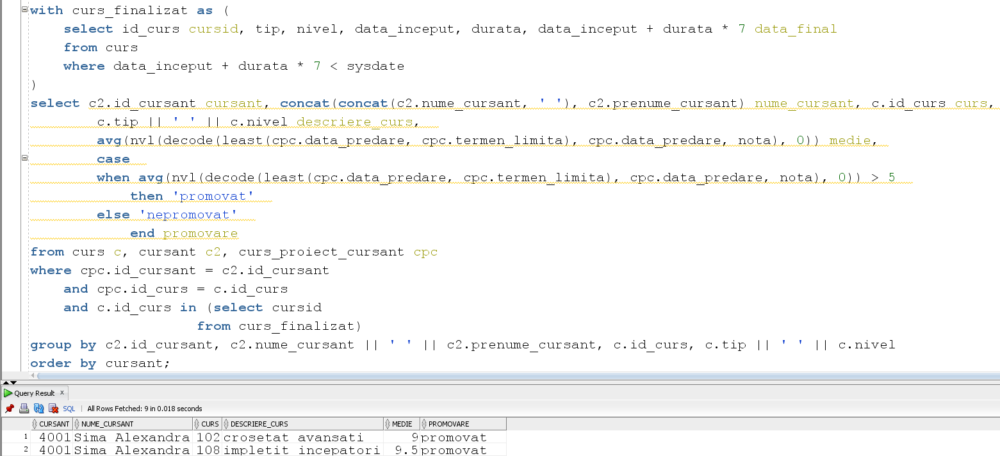 with curs_finalizat as (
    select id_curs cursid, tip, nivel, data_inceput, durata, data_inceput + durata * 7 data_final
    from curs
    where data_inceput + durata * 7 < sysdate
)
select c2.id_cursant cursant, concat(concat(c2.nume_cursant, ' '), c2.prenume_cursant) nume_cursant, c.id_curs curs,
        c.tip || ' ' || c.nivel descriere_curs,
        avg(nvl(decode(least(cpc.data_predare, cpc.termen_limita), cpc.data_predare, nota), 0)) medie,
        case
        when avg(nvl(decode(least(cpc.data_predare, cpc.termen_limita), cpc.data_predare, nota), 0)) > 5
            then 'promovat'
        else 'nepromovat'
            end promovare
from curs c, cursant c2, curs_proiect_cursant cpc
where cpc.id_cursant = c2.id_cursant
    and cpc.id_curs = c.id_curs
    and c.id_curs in (select cursid
                    from curs_finalizat)
group by c2.id_cursant, c2.nume_cursant || ' ' || c2.prenume_cursant, c.id_curs, c.tip || ' ' || c.nivel
order by cursant;
Query Result x
SQL | All Rows Fetched: 9 in 0.018 seconds
CURSANT NUME_CURSANT CURS DESCRIERE_CURS MEDIE PROMOVARE
1 4001 Sima Alexandra 102 crosetat avansati 9 promovat
2 4001 Sima Alexandra 108 impletit incepatori 9.5 promovat